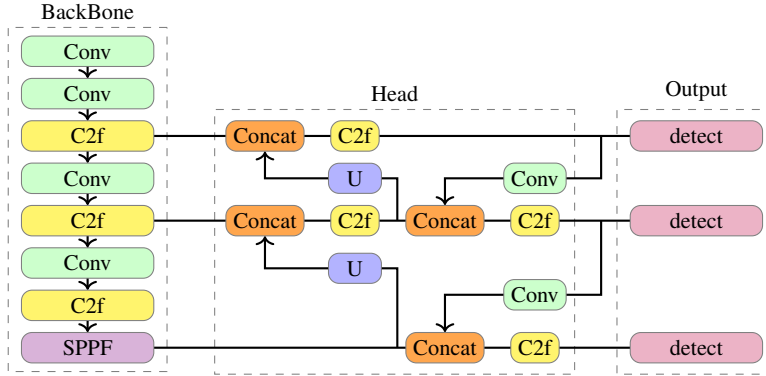 BackBone
Conv
Conv
C2f
Conv
C2f
Conv
C2f
SPPF
Head
Concat C2f
U Conv
Concat C2f Concat C2f
U
Conv
Concat C2f
Output
detect
detect
detect